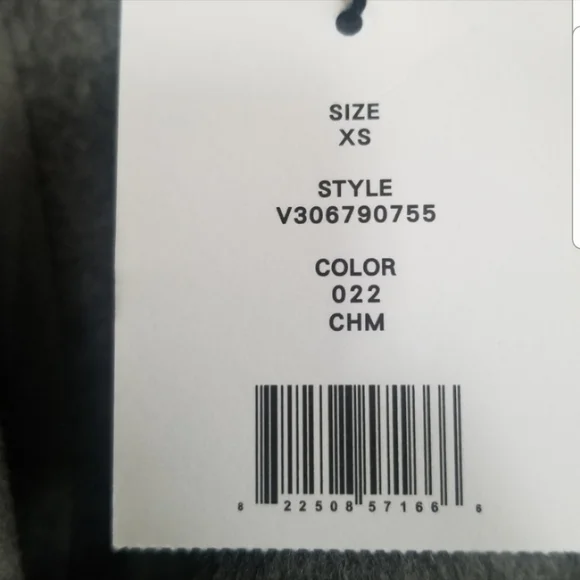 SIZE
XS
STYLE
V306790755
COLOR
022
CHM
8 22508 57166 6